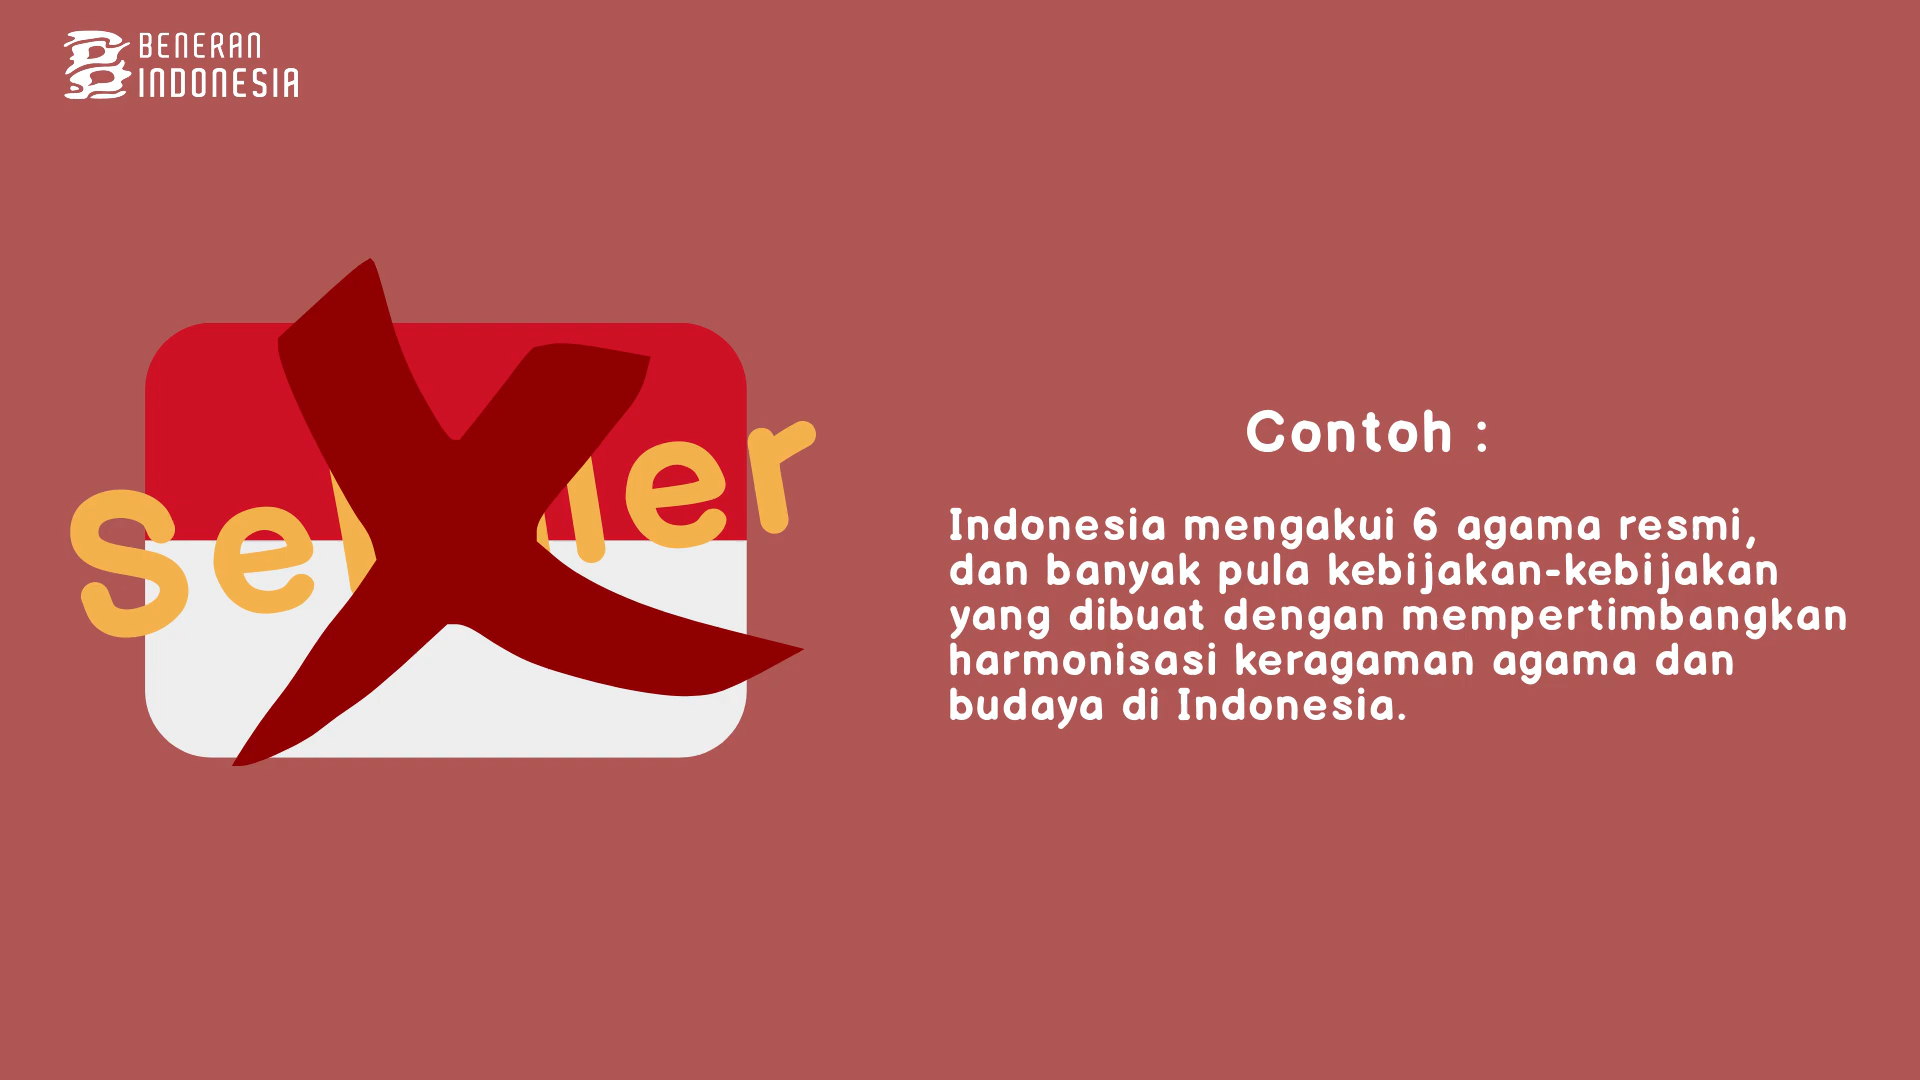 BENERAN
INDONESIA
Contoh :
Indonesia mengakui 6 agama resmi,
dan banyak pula kebijakan-kebijakan
yang dibuat dengan mempertimbangkan
harmonisasi keragaman agama dan
budaya di Indonesia.